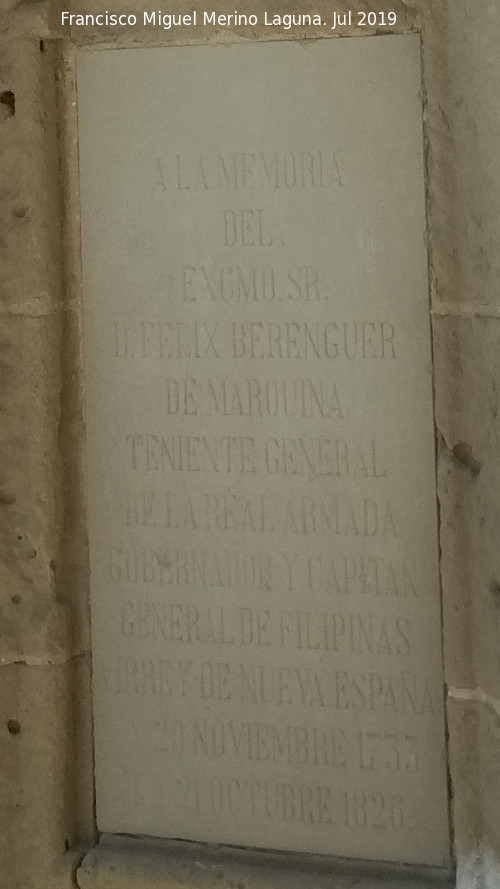 Francisco Miguel Merino Laguna. Jul 2019
A LA MEMORIA
DEL
EXCMO. SR.
D. FELIX BERENGUER
DE MARQUINA
TENIENTE GENERAL
DE LA REAL ARMADA
GOBERNADOR Y CAPITAN
GENERAL DE FILIPINAS
VIRREY DE NUEVA ESPAÑA
20 NOVIEMBRE 1733
21 OCTUBRE 1826